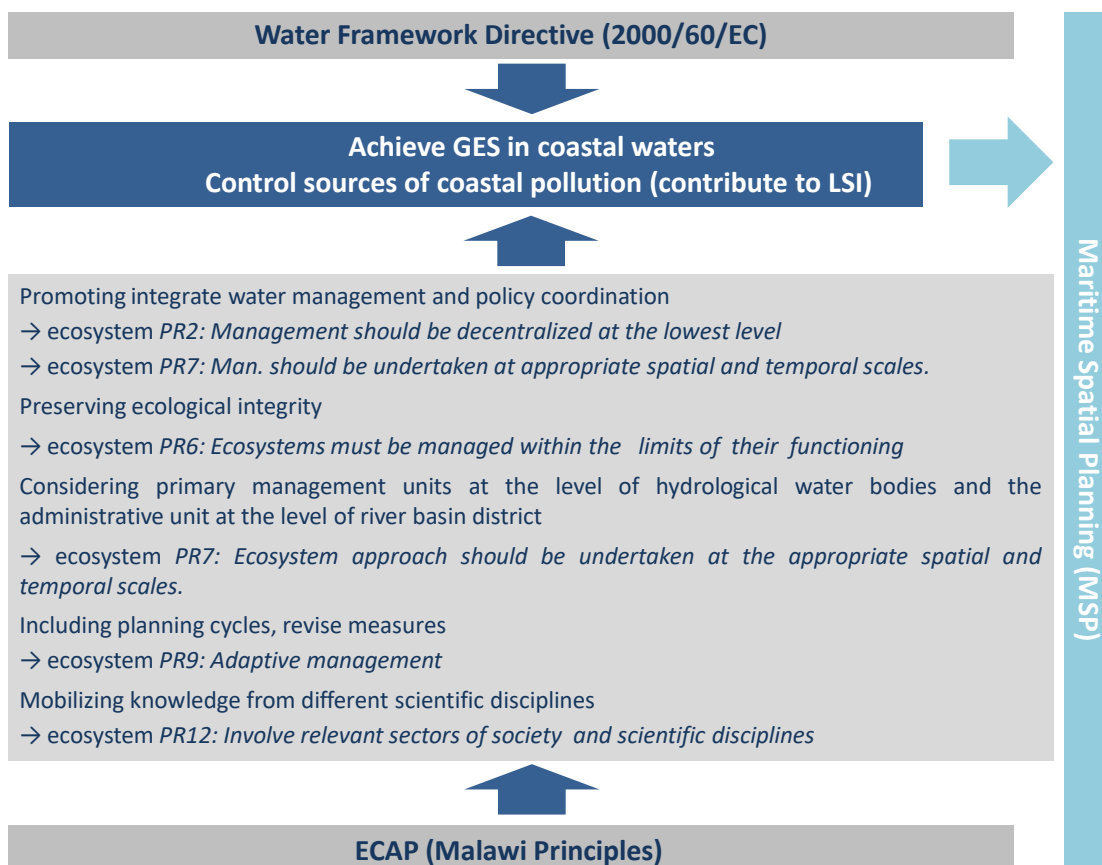 Water Framework Directive (2000/60/EC)
Achieve GES in coastal waters
Control sources of coastal pollution (contribute to LSI)
Promoting integrate water management and policy coordination
→ ecosystem PR2: Management should be decentralized at the lowest level
→ ecosystem PR7: Man. should be undertaken at appropriate spatial and temporal scales.
Preserving ecological integrity
→ ecosystem PR6: Ecosystems must be managed within the limits of their functioning
Considering primary management units at the level of hydrological water bodies and the
administrative unit at the level of river basin district
→ ecosystem PR7: Ecosystem approach should be undertaken at the appropriate spatial and
temporal scales.
Including planning cycles, revise measures
→ ecosystem PR9: Adaptive management
Mobilizing knowledge from different scientific disciplines
→ ecosystem PR12: Involve relevant sectors of society and scientific disciplines
ECAP (Malawi Principles)
Maritime Spatial Planning (MSP)